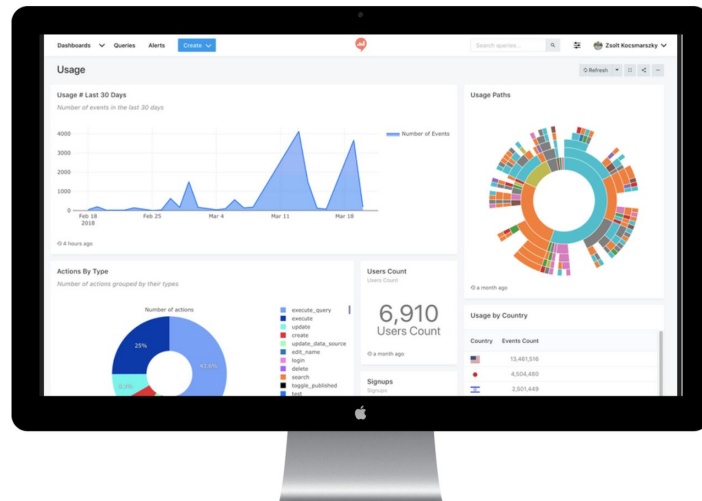 Dashboards Queries Alerts Create Search queries... Zsolt Kocsmarszky
Usage
Refresh
Usage # Last 30 Days
Number of events in the last 30 days
4000
3000
2000
1000
0
Feb 18
2018
Feb 25
Mar 4
Mar 11
Mar 18
Number of Events
4 hours ago
Usage Paths
a month ago
Actions By Type
Number of actions grouped by their types
Number of actions
25%
43.6%
execute_query
execute
update
create
update_data_source
edit_name
login
delete
search
toggle_published
test
Users Count
Users Count
6,910
Users Count
a month ago
Signups
Signups
Usage by Country
Country Events Count
13,461,516
4,504,480
2,501,449